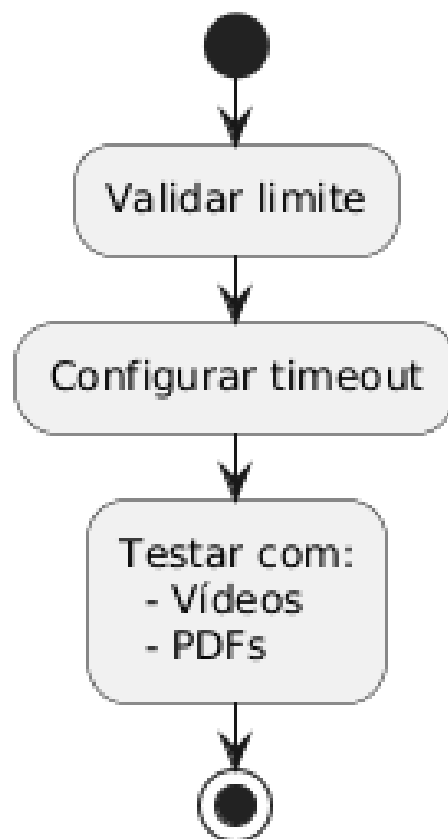 Validar limite
Configurar timeout
Testar com:
- Vídeos
- PDFs